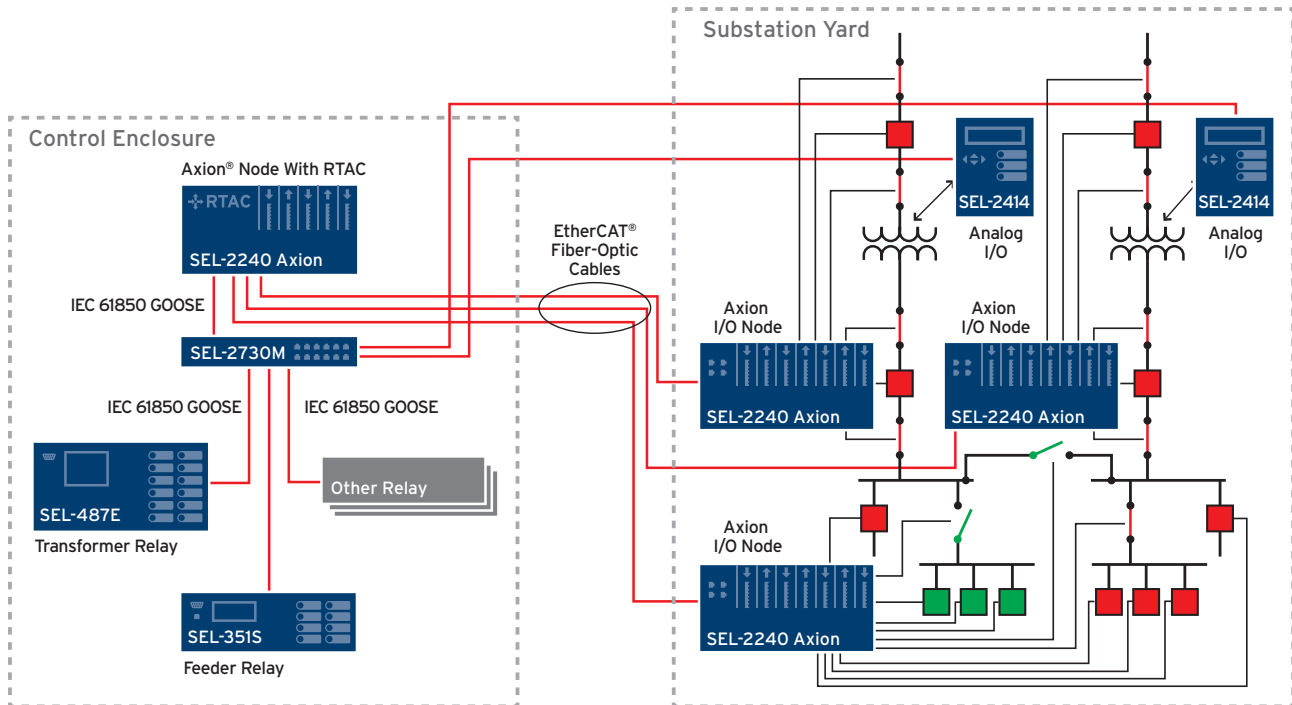 Substation Yard
Control Enclosure
Axion® Node With RTAC
RTAC
SEL-2240 Axion
EtherCAT®
Fiber-Optic
Cables
IEC 61850 GOOSE
SEL-2730M
IEC 61850 GOOSE
IEC 61850 GOOSE
SEL-487E
Transformer Relay
Other Relay
SEL-351S
Feeder Relay
SEL-2414
Analog
I/O
SEL-2414
Analog
I/O
Axion
I/O Node
SEL-2240 Axion
Axion
I/O Node
SEL-2240 Axion
Axion
I/O Node
SEL-2240 Axion